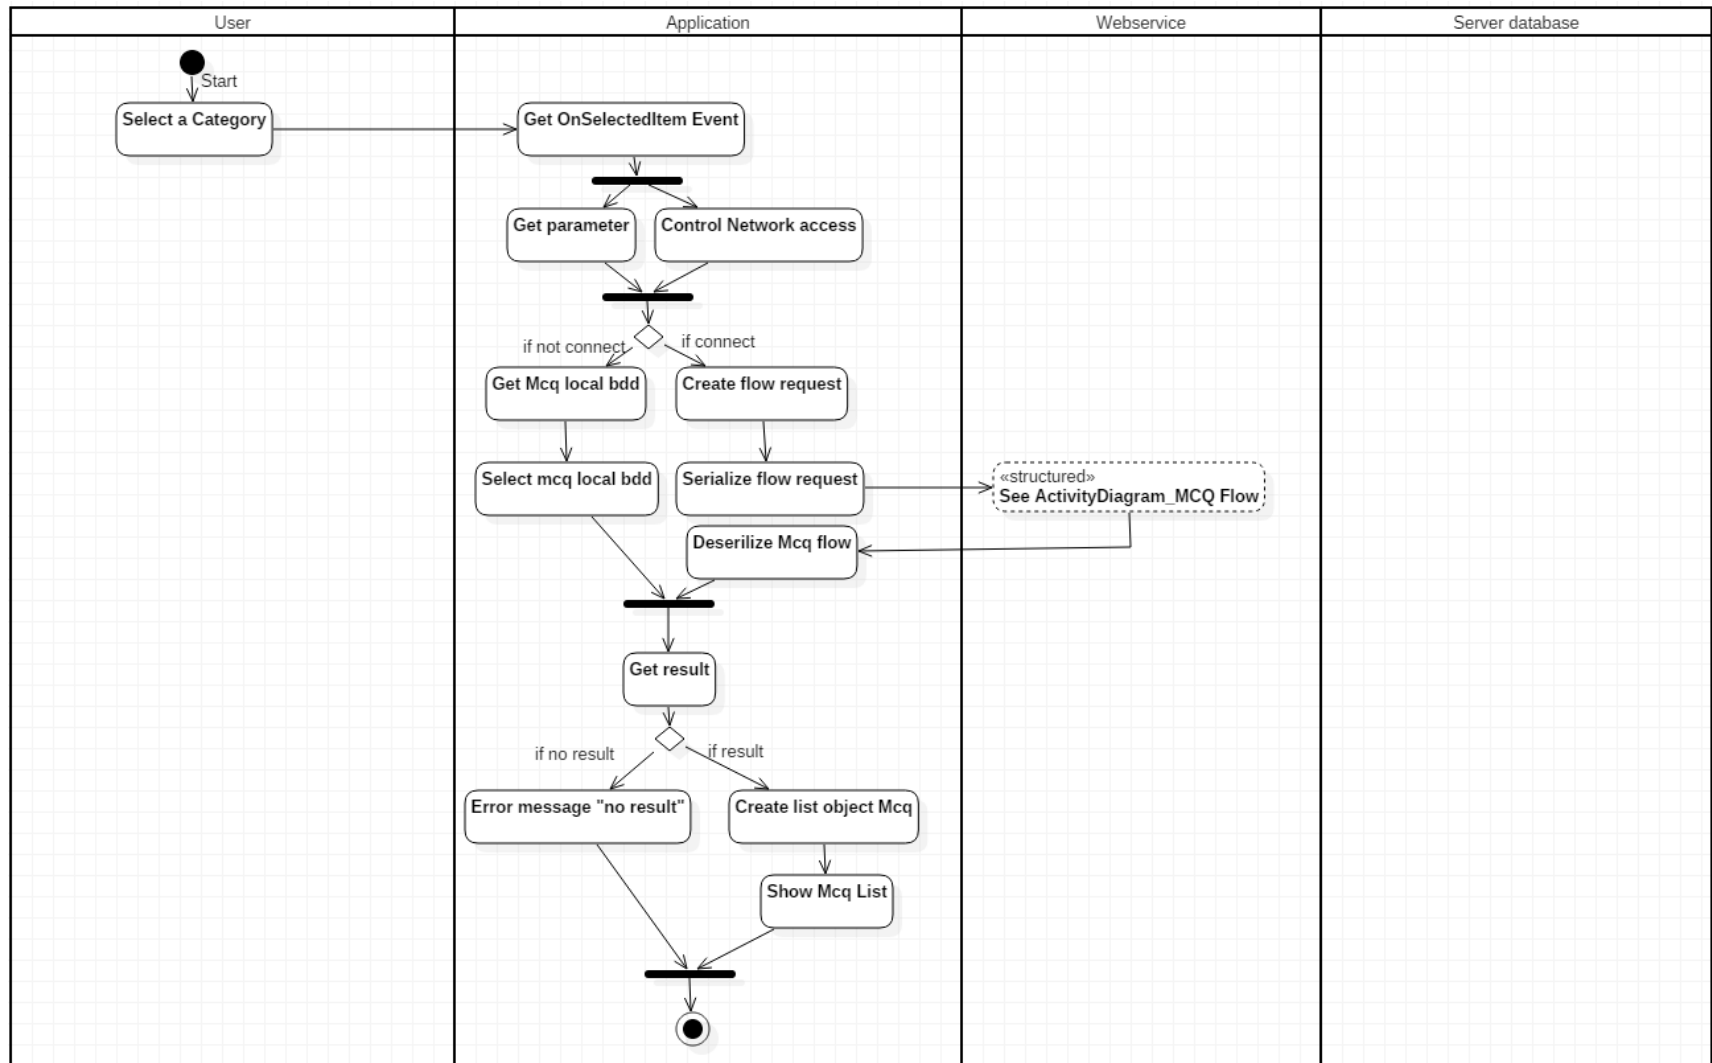 User
Application
Webservice
Server database
Start
Select a Category
Get OnSelectedItem Event
Get parameter
Control Network access
if not connect
if connect
Get Mcq local bdd
Create flow request
Select mcq local bdd
Serialize flow request
«structured»
See ActivityDiagram_MCQ Flow
Deserilize Mcq flow
Get result
if no result
if result
Error message "no result"
Create list object Mcq
Show Mcq List